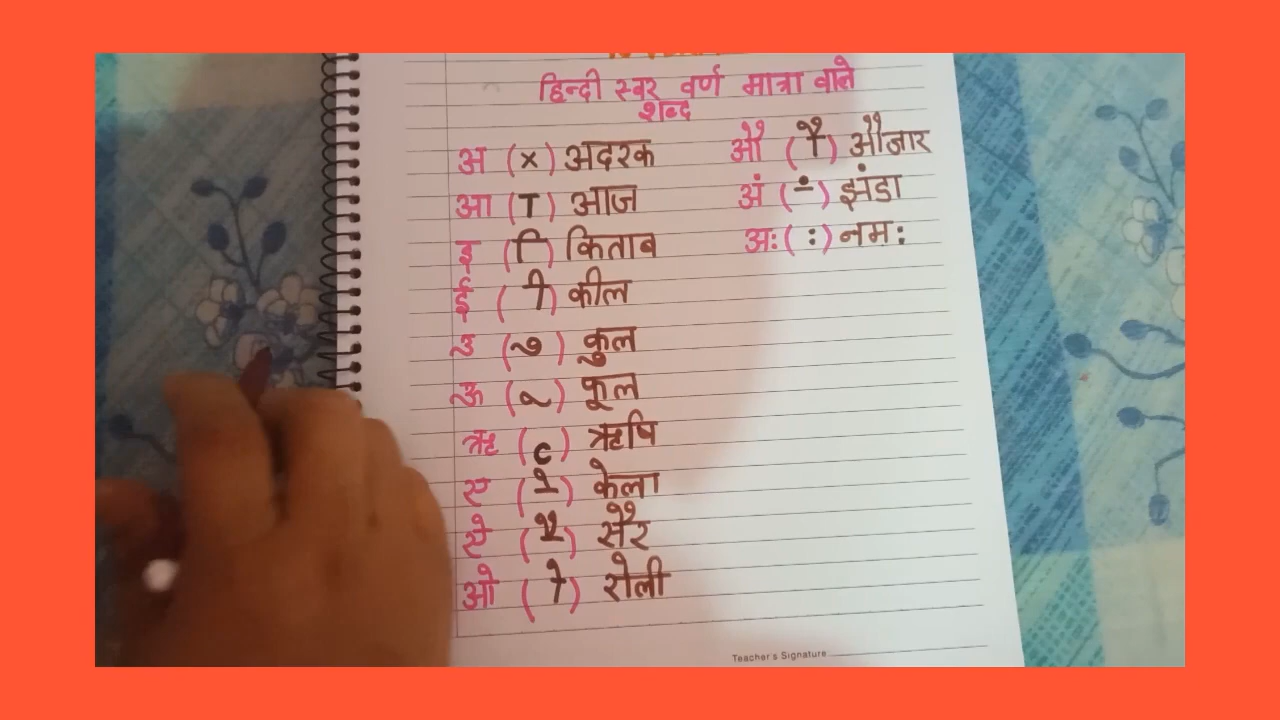 हिन्दी स्वर वर्ण मात्रा वाले
शब्द
अ (×) अदरक
आ (ा) आज
इ (ि) किताब
ई (ी) कील
उ (ु) कुल
ऊ (ू) कूल
ऋ (ृ) ऋषि
ए (े) केला
ऐ (ै) सैर
ओ (ो) रोली
औ (ौ) औजार
अं (ं) झंडा
अः (ः) नमः
Teacher's Signature